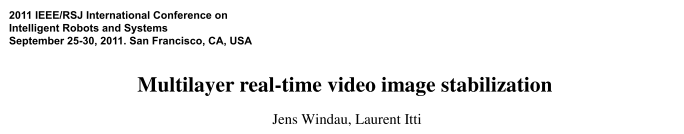 2011 IEEE/RSJ International Conference on
Intelligent Robots and Systems
September 25-30, 2011. San Francisco, CA, USA
Multilayer real-time video image stabilization
Jens Windau, Laurent Itti